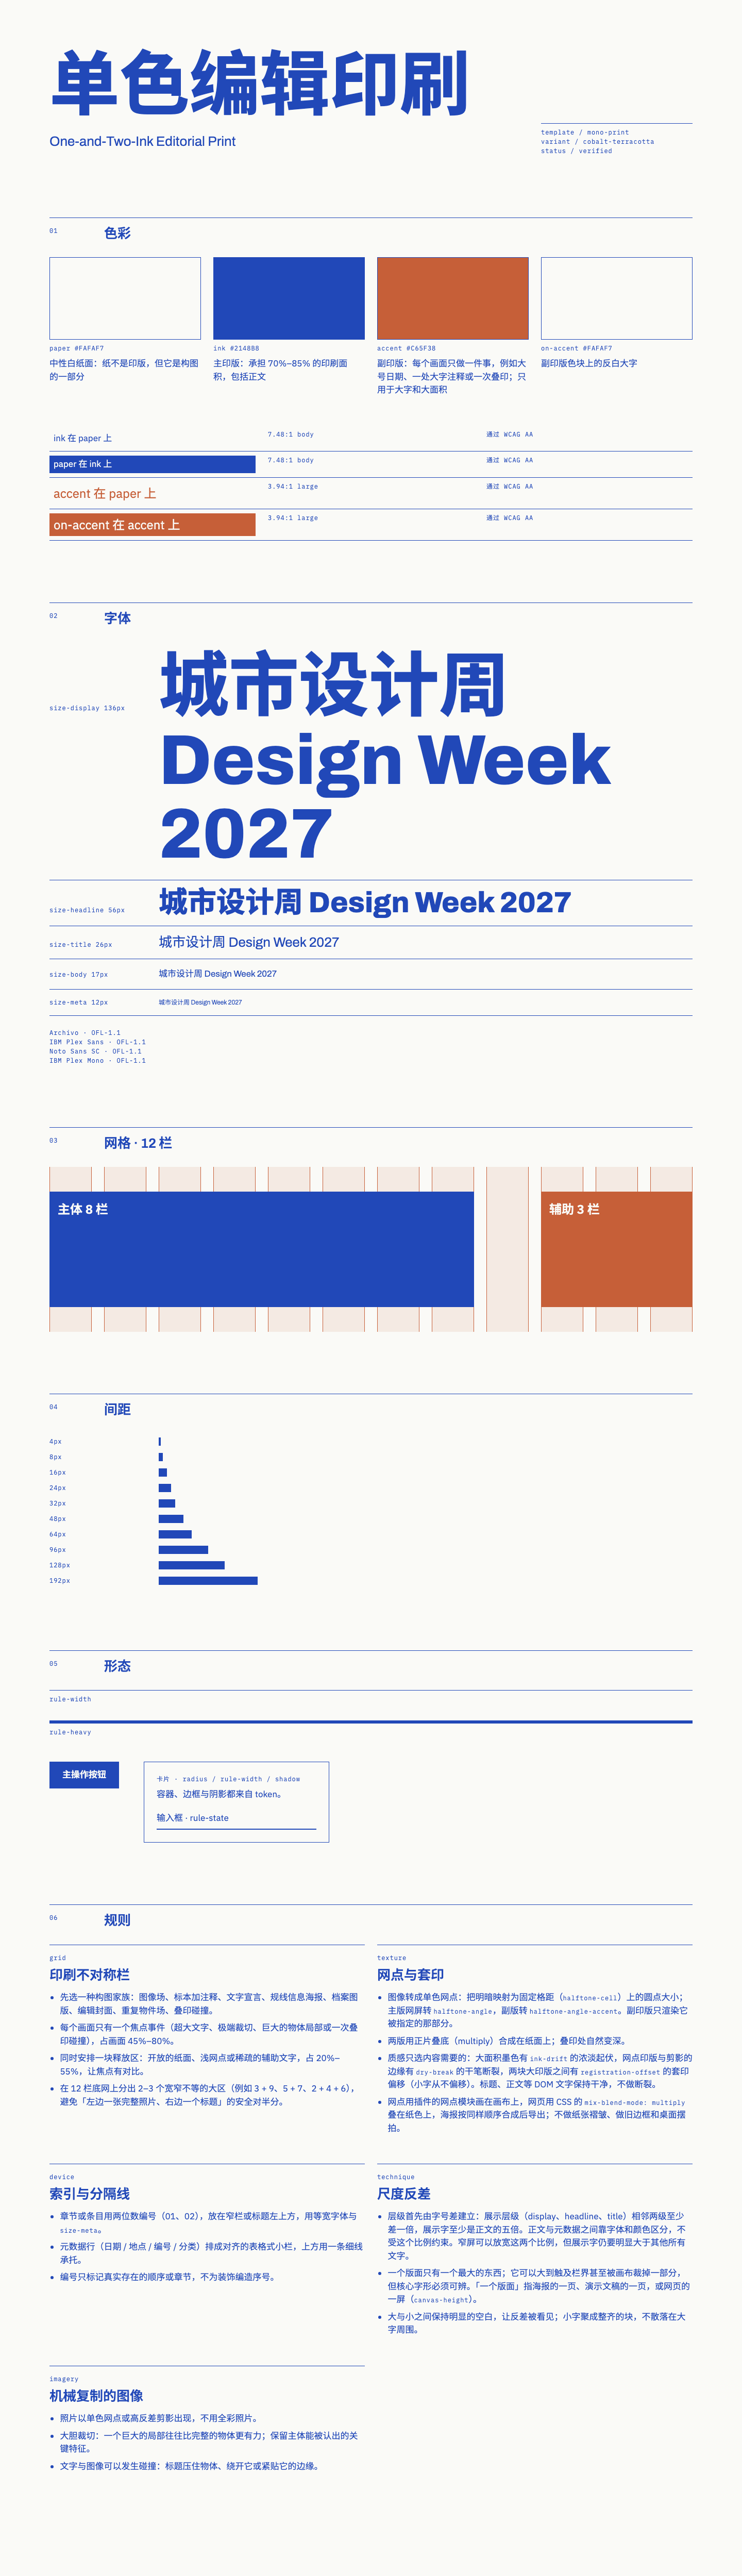 单色编辑印刷
One-and-Two-Ink Editorial Print
template / mono-print
variant / cobalt-terracotta
status / verified
01
色彩
paper #FAFAF7
中性白纸面：纸不是印版，但它是构图
的一部分
ink #2148B8
主印版：承担 70%–85% 的印刷面
积，包括正文
accent #C65F38
副印版：每个画面只做一件事，例如大
号日期、一处大字注释或一次叠印；只
用于大字和大面积
on-accent #FAFAF7
副印版色块上的反白大字
ink 在 paper 上
7.48:1 body
通过 WCAG AA
paper 在 ink 上
7.48:1 body
通过 WCAG AA
accent 在 paper 上
3.94:1 large
通过 WCAG AA
on-accent 在 accent 上
3.94:1 large
通过 WCAG AA
02
字体
size-display 136px
城市设计周
Design Week
2027
size-headline 56px
城市设计周 Design Week 2027
size-title 26px
城市设计周 Design Week 2027
size-body 17px
城市设计周 Design Week 2027
size-meta 12px
城市设计周 Design Week 2027
Archivo · OFL-1.1
IBM Plex Sans · OFL-1.1
Noto Sans SC · OFL-1.1
IBM Plex Mono · OFL-1.1
03
网格 · 12 栏
主体 8 栏
辅助 3 栏
04
间距
4px
8px
16px
24px
32px
48px
64px
96px
128px
192px
05
形态
rule-width
rule-heavy
主操作按钮
卡片 · radius / rule-width / shadow
容器、边框与阴影都来自 token。
输入框 · rule-state
06
规则
grid
印刷不对称栏
先选一种构图家族：图像场、标本加注释、文字宣言、规线信息海报、档案图
版、编辑封面、重复物件场、叠印碰撞。
每个画面只有一个焦点事件（超大文字、极端裁切、巨大的物体局部或一次叠
印碰撞），占画面 45%–80%。
同时安排一块释放区：开放的纸面、浅网点或稀疏的辅助文字，占 20%–
55%，让焦点有对比。
在 12 栏底网上分出 2–3 个宽窄不等的大区（例如 3 + 9、5 + 7、2 + 4 + 6），
避免「左边一张完整照片、右边一个标题」的安全对半分。
texture
网点与套印
图像转成单色网点：把明暗映射为固定格距（halftone-cell）上的圆点大小；
主版网屏转 halftone-angle，副版转 halftone-angle-accent。副印版只渲染它
被指定的那部分。
两版用正片叠底（multiply）合成在纸面上；叠印处自然变深。
质感只选内容需要的：大面积墨色有 ink-drift 的浓淡起伏，网点印版与剪影的
边缘有 dry-break 的干笔断裂，两块大印版之间有 registration-offset 的套印
偏移（小字从不偏移）。标题、正文等 DOM 文字保持干净，不做断裂。
网点用插件的网点模块画在画布上，网页用 CSS 的 mix-blend-mode: multiply
叠在纸色上，海报按同样顺序合成后导出；不做纸张褶皱、做旧边框和桌面摆
拍。
device
索引与分隔线
章节或条目用两位数编号（01、02），放在窄栏或标题左上方，用等宽字体与
size-meta。
元数据行（日期 / 地点 / 编号 / 分类）排成对齐的表格式小栏，上方用一条细线
承托。
编号只标记真实存在的顺序或章节，不为装饰编造序号。
technique
尺度反差
层级首先由字号差建立：展示层级（display、headline、title）相邻两级至少
差一倍，展示字至少是正文的五倍。正文与元数据之间靠字体和颜色区分，不
受这个比例约束。窄屏可以放宽这两个比例，但展示字仍要明显大于其他所有
文字。
一个版面只有一个最大的东西；它可以大到触及栏界甚至被画布裁掉一部分，
但核心字形必须可辨。「一个版面」指海报的一页、演示文稿的一页，或网页的
一屏（canvas-height）。
大与小之间保持明显的空白，让反差被看见；小字聚成整齐的块，不散落在大
字周围。
imagery
机械复制的图像
照片以单色网点或高反差剪影出现，不用全彩照片。
大胆裁切：一个巨大的局部往往比完整的物体更有力；保留主体能被认出的关
键特征。
文字与图像可以发生碰撞：标题压住物体、绕开它或紧贴它的边缘。